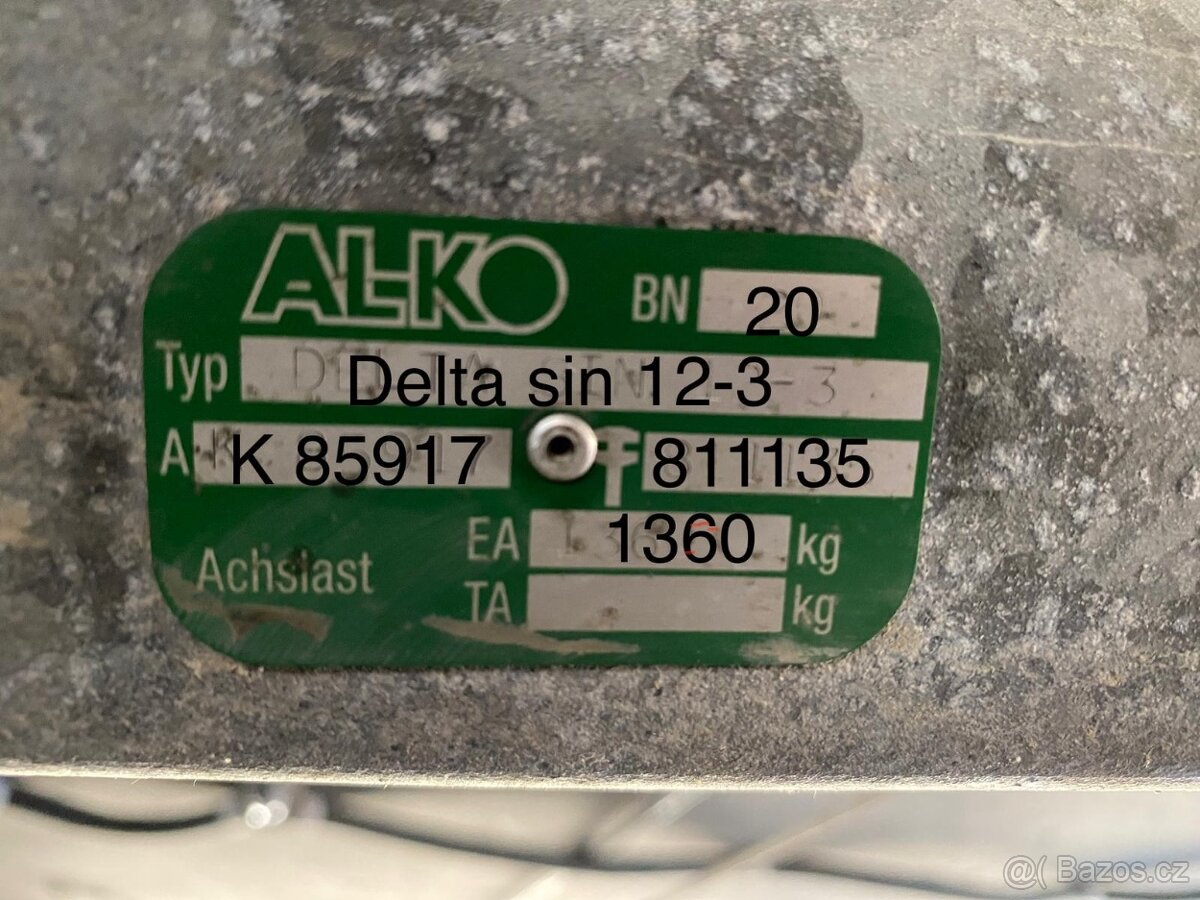 AL-KO BN 20
Typ Delta sin 12-3
A K 85917 811135
EA 1360 kg
Achslast
TA kg
@( Bazos.cz